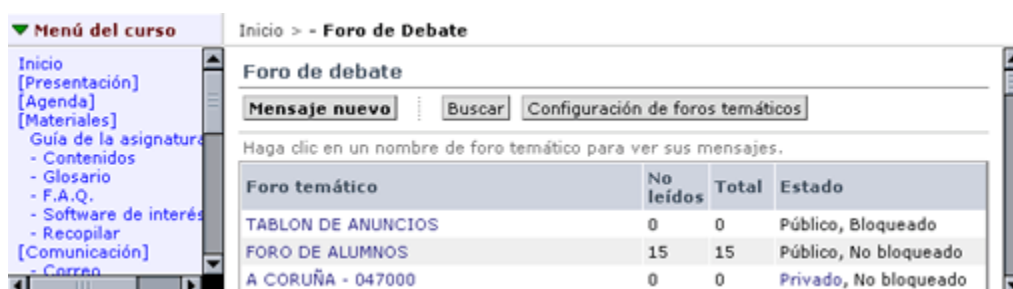 Menú del curso
Inicio > - Foro de Debate
Inicio
[Presentación]
[Agenda]
[Materiales]
Guía de la asignatura
- Contenidos
- Glosario
- F.A.Q.
- Software de interés
- Recopilar
[Comunicación]
- Correo
Foro de debate
Mensaje nuevo Buscar Configuración de foros temáticos
Haga clic en un nombre de foro temático para ver sus mensajes.
Foro temático No leídos Total Estado
TABLON DE ANUNCIOS 0 0 Público, Bloqueado
FORO DE ALUMNOS 15 15 Público, No bloqueado
A CORUÑA - 047000 0 0 Privado, No bloqueado